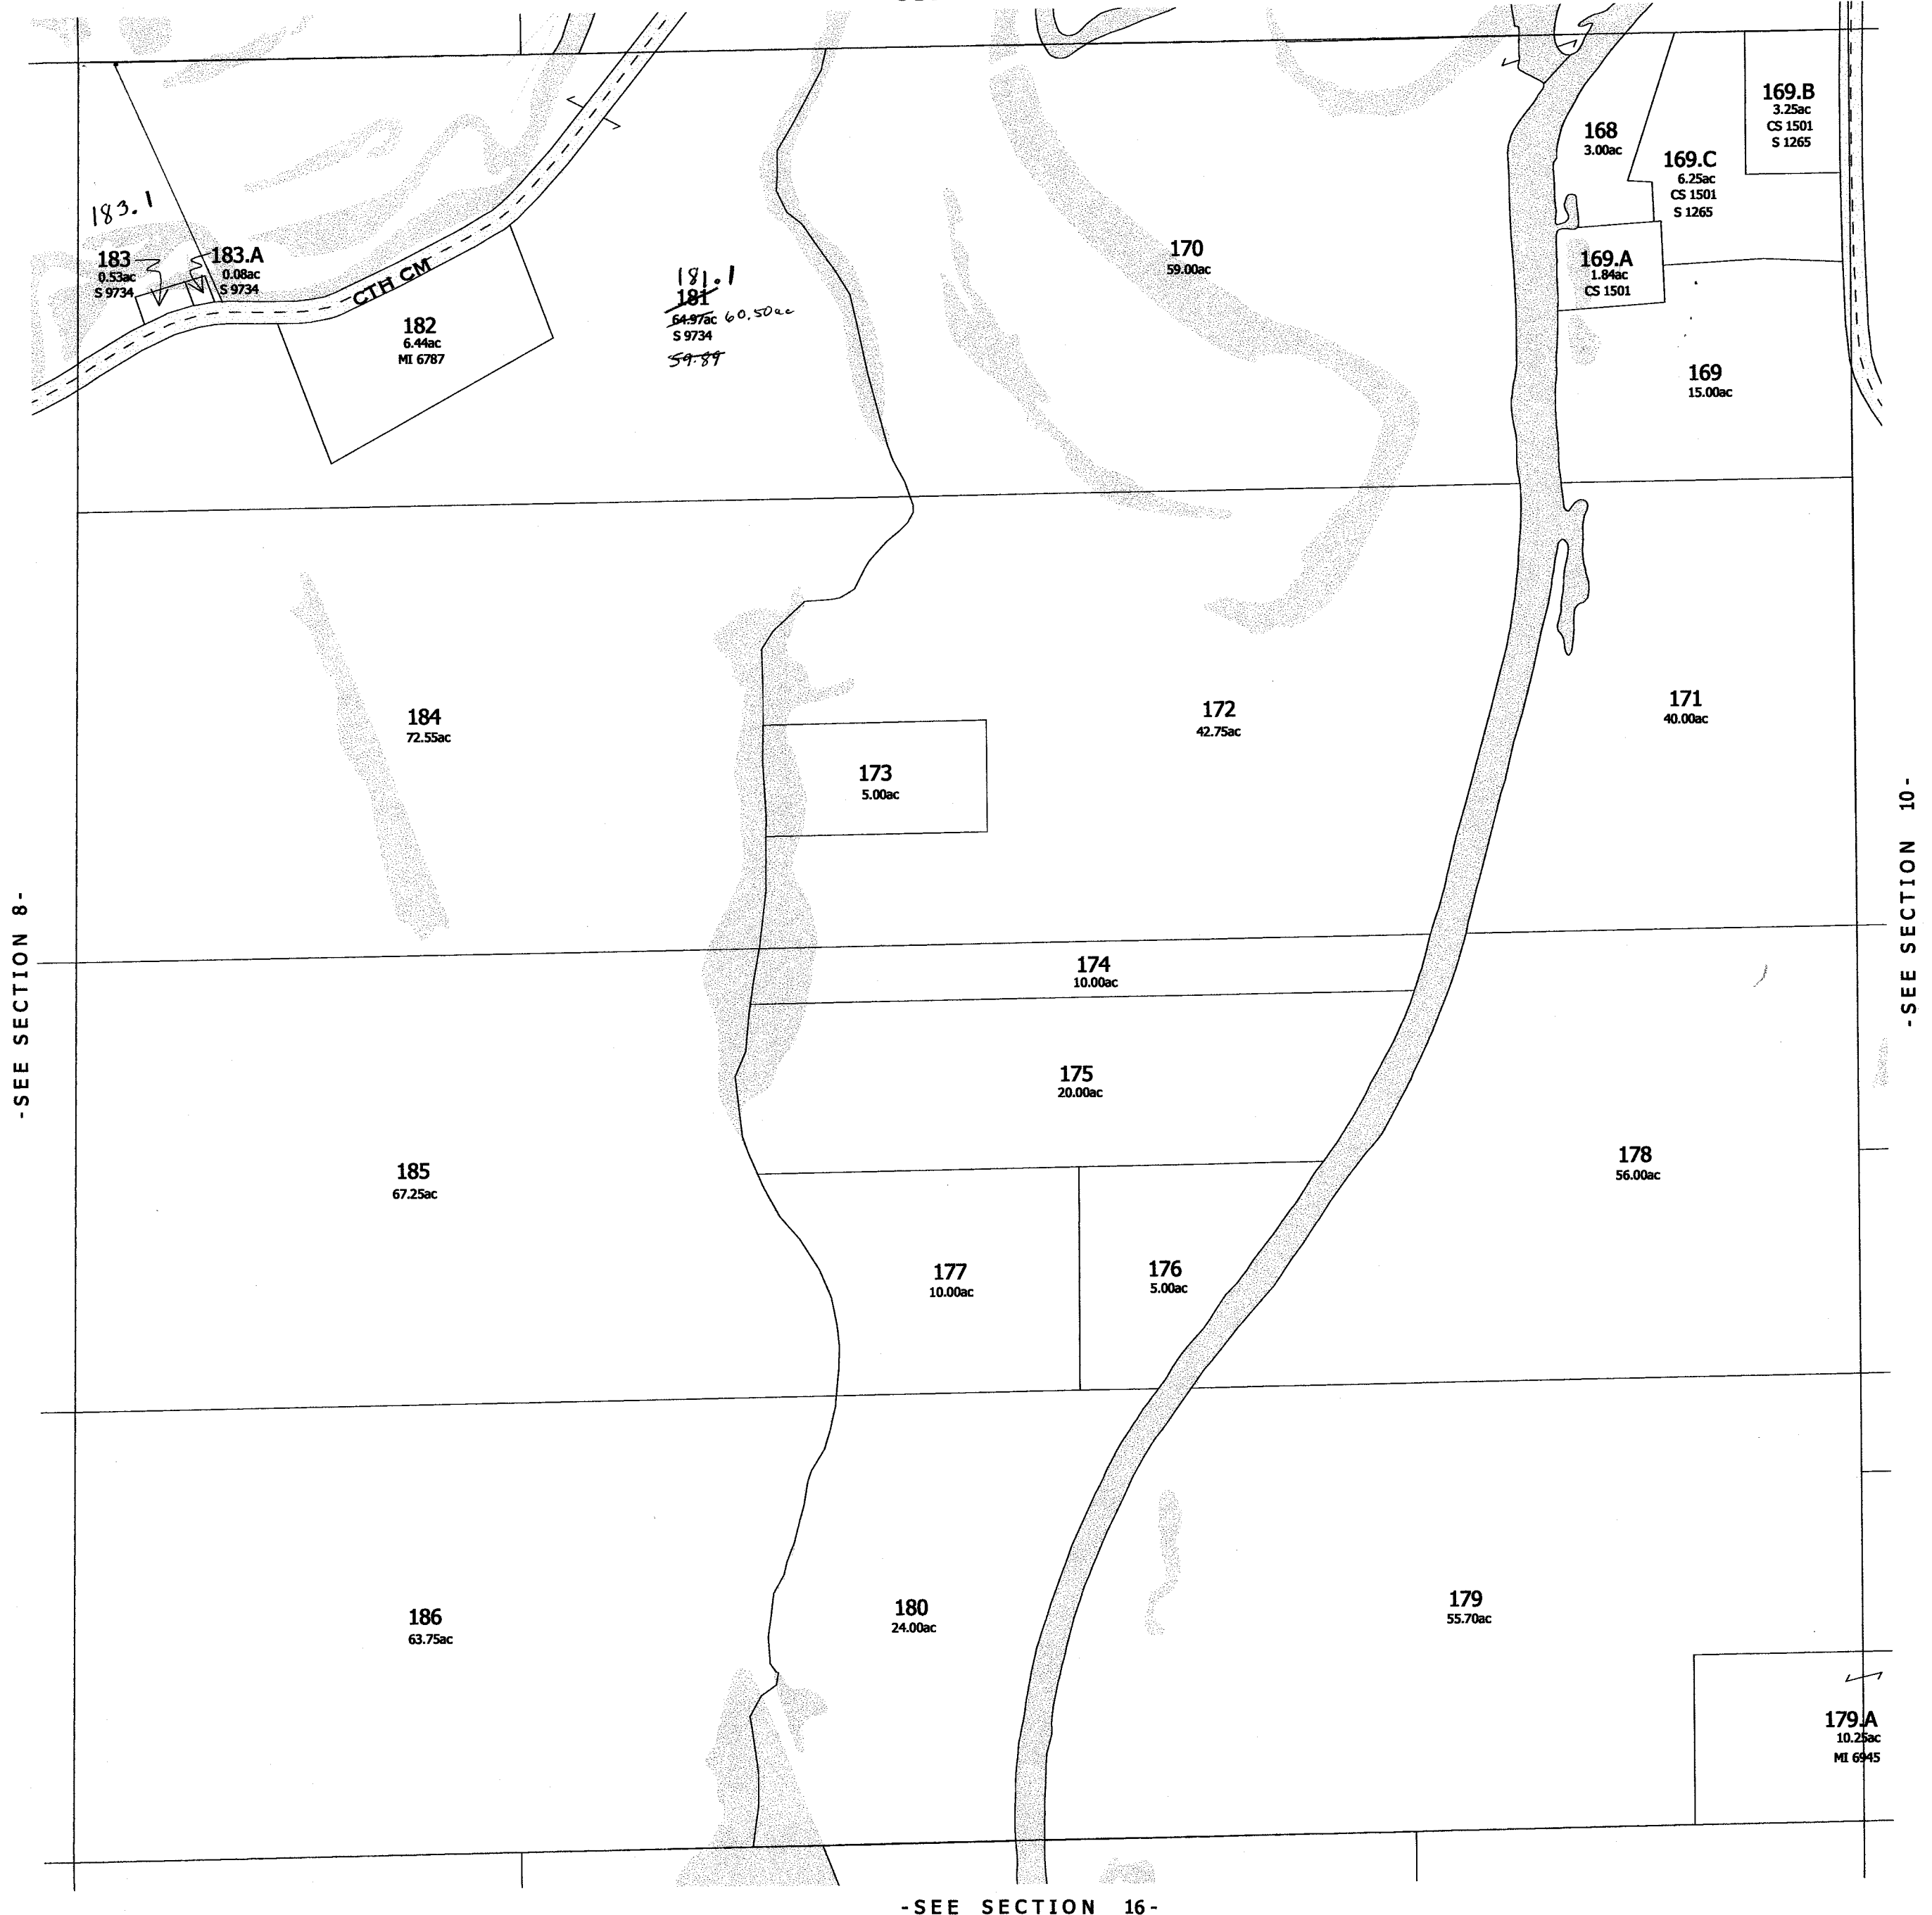 169.B
3.25ac
CS 1501
S 1265
168
3.00ac
169.C
6.25ac
CS 1501
S 1265
183.1
183
0.53ac
S 9734
183.A
0.08ac
S 9734
CTH CM
182
6.44ac
MI 6787
181.1
181
64.97ac 60.50ac
S 9734
59.89
170
59.00ac
169.A
1.84ac
CS 1501
169
15.00ac
184
72.55ac
172
42.75ac
171
40.00ac
173
5.00ac
-SEE SECTION 8-
-SEE SECTION 10-
174
10.00ac
175
20.00ac
185
67.25ac
178
56.00ac
177
10.00ac
176
5.00ac
186
63.75ac
180
24.00ac
179
55.70ac
179.A
10.25ac
MI 6945
-SEE SECTION 16-